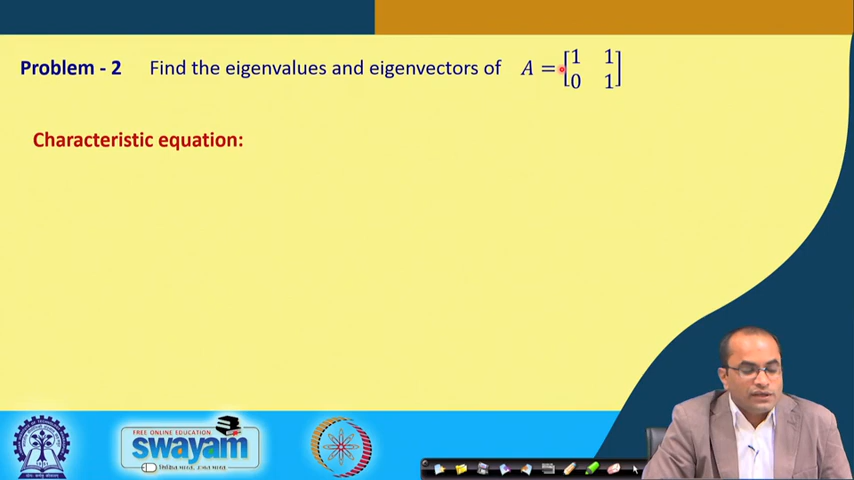 Problem - 2 Find the eigenvalues and eigenvectors of A = [1 1
0 1]
Characteristic equation:
FREE ONLINE EDUCATION
swayam